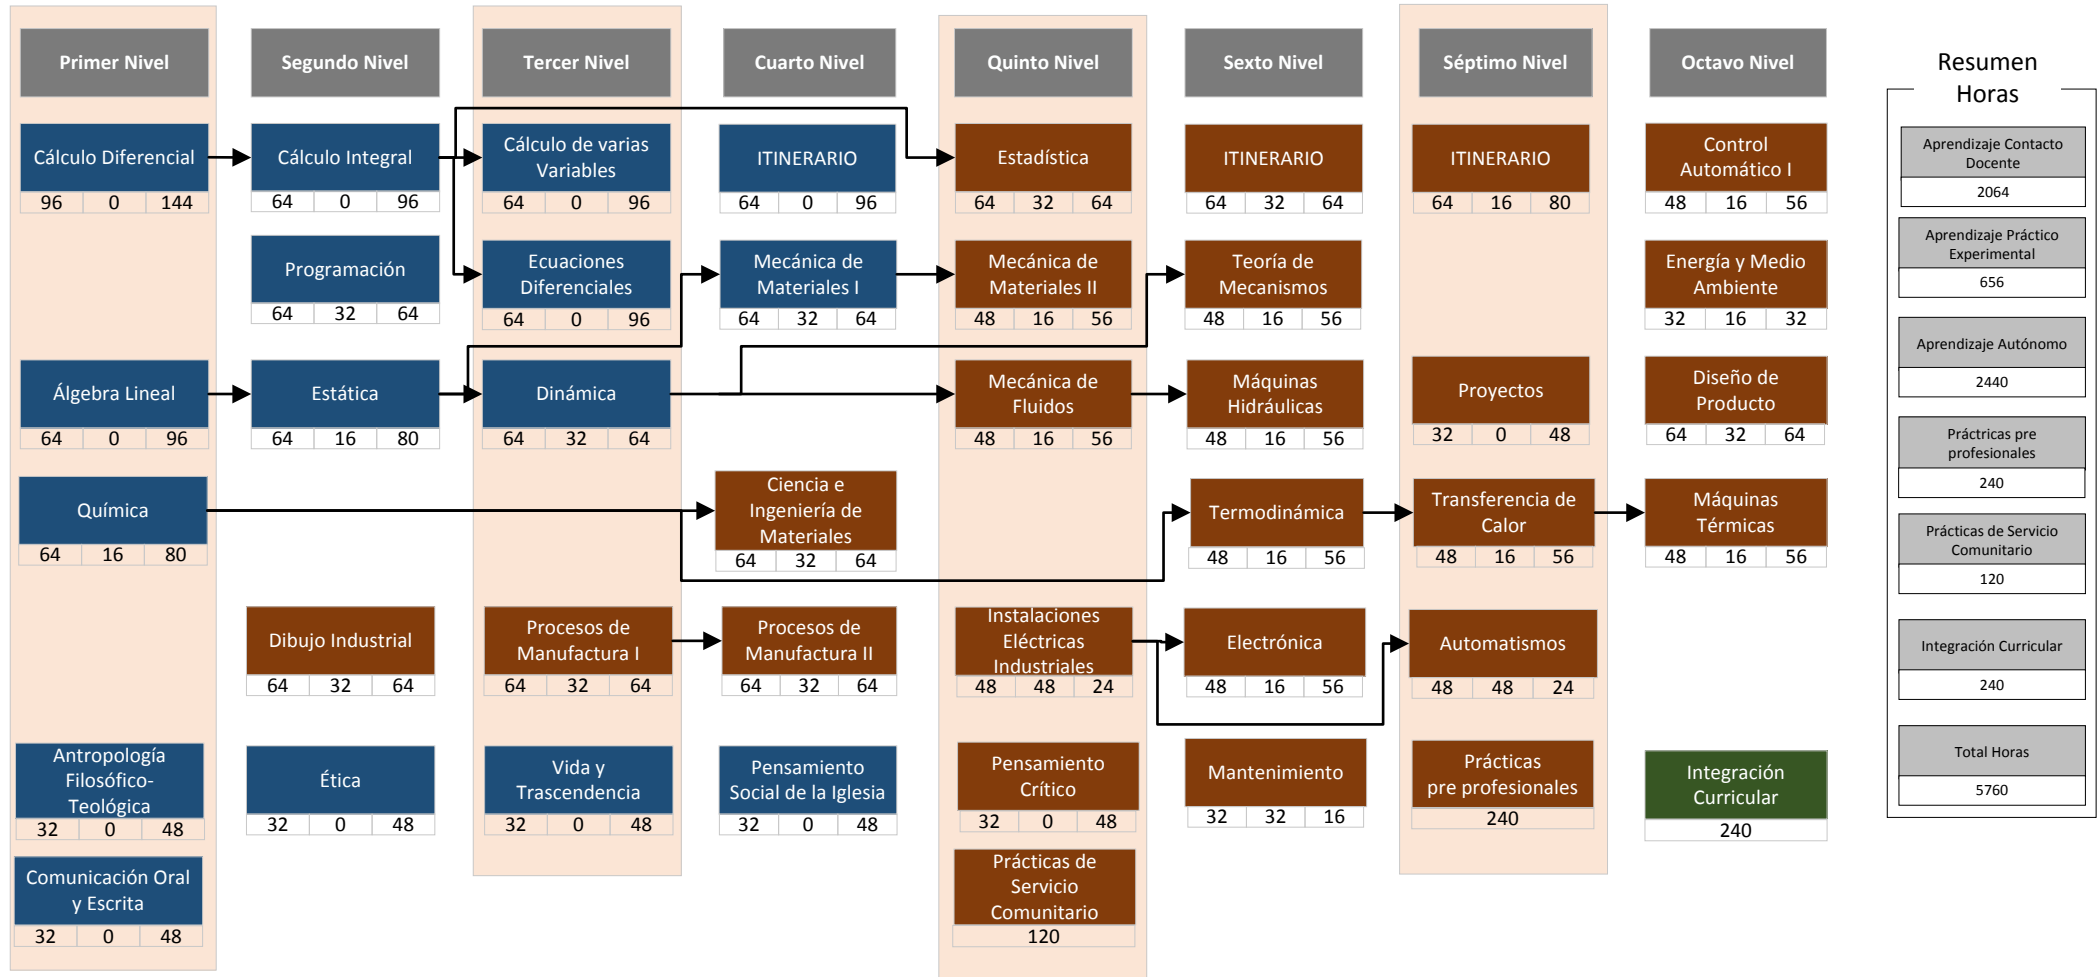 Primer Nivel
Cálculo Diferencial
96 0 144
Álgebra Lineal
64 0 96
Química
64 16 80
Antropología
Filosófico-
Teológica
32 0 48
Comunicación Oral
y Escrita
32 0 48
Segundo Nivel
Cálculo Integral
64 0 96
Programación
64 32 64
Estática
64 16 80
Dibujo Industrial
64 32 64
Ética
32 0 48
Tercer Nivel
Cálculo de varias
Variables
64 0 96
Ecuaciones
Diferenciales
64 0 96
Dinámica
64 32 64
Procesos de
Manufactura I
64 32 64
Vida y
Trascendencia
32 0 48
Cuarto Nivel
ITINERARIO
64 0 96
Mecánica de
Materiales I
64 32 64
Ciencia e
Ingeniería de
Materiales
64 32 64
Procesos de
Manufactura II
64 32 64
Pensamiento
Social de la Iglesia
32 0 48
Quinto Nivel
Estadística
64 32 64
Mecánica de
Materiales II
48 16 56
Mecánica de
Fluidos
48 16 56
Instalaciones
Eléctricas
Industriales
48 48 24
Pensamiento
Crítico
32 0 48
Prácticas de
Servicio
Comunitario
120
Sexto Nivel
ITINERARIO
64 32 64
Teoría de
Mecanismos
48 16 56
Máquinas
Hidráulicas
48 16 56
Termodinámica
48 16 56
Electrónica
48 16 56
Mantenimiento
32 32 16
Séptimo Nivel
ITINERARIO
64 16 80
Proyectos
32 0 48
Transferencia de
Calor
48 16 56
Automatismos
48 48 24
Prácticas
pre profesionales
240
Octavo Nivel
Control
Automático I
48 16 56
Energía y Medio
Ambiente
32 16 32
Diseño de
Producto
64 32 64
Máquinas
Térmicas
48 16 56
Integración
Curricular
240
Resumen
Horas
Aprendizaje Contacto
Docente
2064
Aprendizaje Práctico
Experimental
656
Aprendizaje Autónomo
2440
Práctricas pre
profesionales
240
Prácticas de Servicio
Comunitario
120
Integración Curricular
240
Total Horas
5760